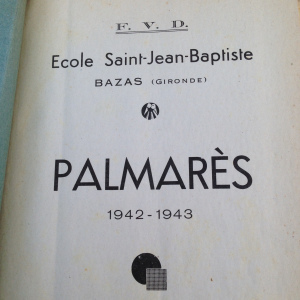 F. V. D.
Ecole Saint-Jean-Baptiste
BAZAS (GIRONDE)
PALMARÈS
1942-1943